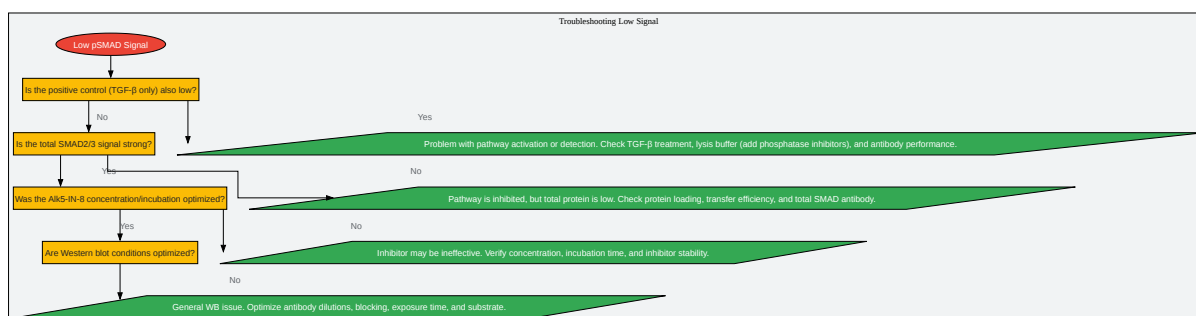 Troubleshooting Low Signal
Low pSMAD Signal
Is the positive control (TGF-β only) also low?
No
Yes
Is the total SMAD2/3 signal strong?
Problem with pathway activation or detection. Check TGF-β treatment, lysis buffer (add phosphatase inhibitors), and antibody performance.
Yes
No
Was the Alk5-IN-8 concentration/incubation optimized?
Pathway is inhibited, but total protein is low. Check protein loading, transfer efficiency, and total SMAD antibody.
Yes
No
Are Western blot conditions optimized?
Inhibitor may be ineffective. Verify concentration, incubation time, and inhibitor stability.
No
General WB issue. Optimize antibody dilutions, blocking, exposure time, and substrate.